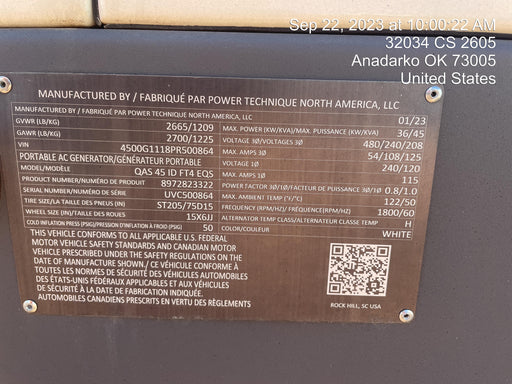 Sep 22, 2023 at 10:00:22 AM
32034 CS 2605
Anadarko OK 73005
United States
MANUFACTURED BY / FABRIQUÉ PAR POWER TECHNIQUE NORTH AMERICA, LLC
MANUFACTURED BY / FABRIQUÉ PAR POWER TECHNIQUE NORTH AMERICA, LLC 01/23
GVWR (LB/KG) 2665/1209 MAX. POWER (KW/KVA)/MAX. PUISSANCE (KW/KVA) 36/45
GAWR (LB/KG) 2700/1225 VOLTAGE 3Ø/VOLTAGES 3Ø 480/240/208
VIN 4500G1118PR500864 MAX. AMPS 3Ø 54/108/125
PORTABLE AC GENERATOR/GÉNÉRATEUR PORTABLE VOLTAGE 1Ø 240/120
MODEL/MODÈLE QAS 45 ID FT4 EQS MAX. AMPS 1Ø 115
PRODUCT NUMBER/NUMÉRO DE PRODUIT 8972823322 POWER FACTOR 3Ø/1Ø/FACTEUR DE PUISSANCE 3Ø/1Ø 0.8/1.0
SERIAL NUMBER/NUMÉRO DE SÉRIE UVC500864 MAX. AMBIENT TEMP (°F/°C) 122/50
TIRE SIZE/LA TAILLE DES PNEUS (IN) ST205/75D15 FREQUENCY (RPM/HZ)/ FRÉQUENCE(RPM/HZ) 1800/60
WHEEL SIZE (IN)/TAILLE DES ROUES 15X6JJ ALTERNATOR TEMP CLASS/ALTERNATEUR CLASSE TEMP H
COLD INFLATION PRESS (PSI)/PRESSION D'INFLATION À FROID (PSI) 50 COLOR/COULEUR WHITE
THIS VEHICLE CONFORMS TO ALL APPLICABLE U.S. FEDERAL
MOTOR VEHICLE SAFETY STANDARDS AND CANADIAN MOTOR
VEHICLE PRESCRIBED UNDER THE SAFETY REGULATIONS ON THE
DATE OF MANUFACTURE SHOWN / CE VÉHICULE CONFORME À
TOUTES LES NORMES DE SÉCURITÉ DES VÉHICULES AUTOMOBILES
DES ÉTATS-UNIS FÉDÉRAUX APPLICABLES ET DES VÉHICULES
DE LA SÉCURITÉ À LA DATE DE FABRICATION SUR LES
AUTOMOBILES CANADIENS PRESCRITS EN VERTU DES RÈGLEMENTS
ROCK HILL, SC USA